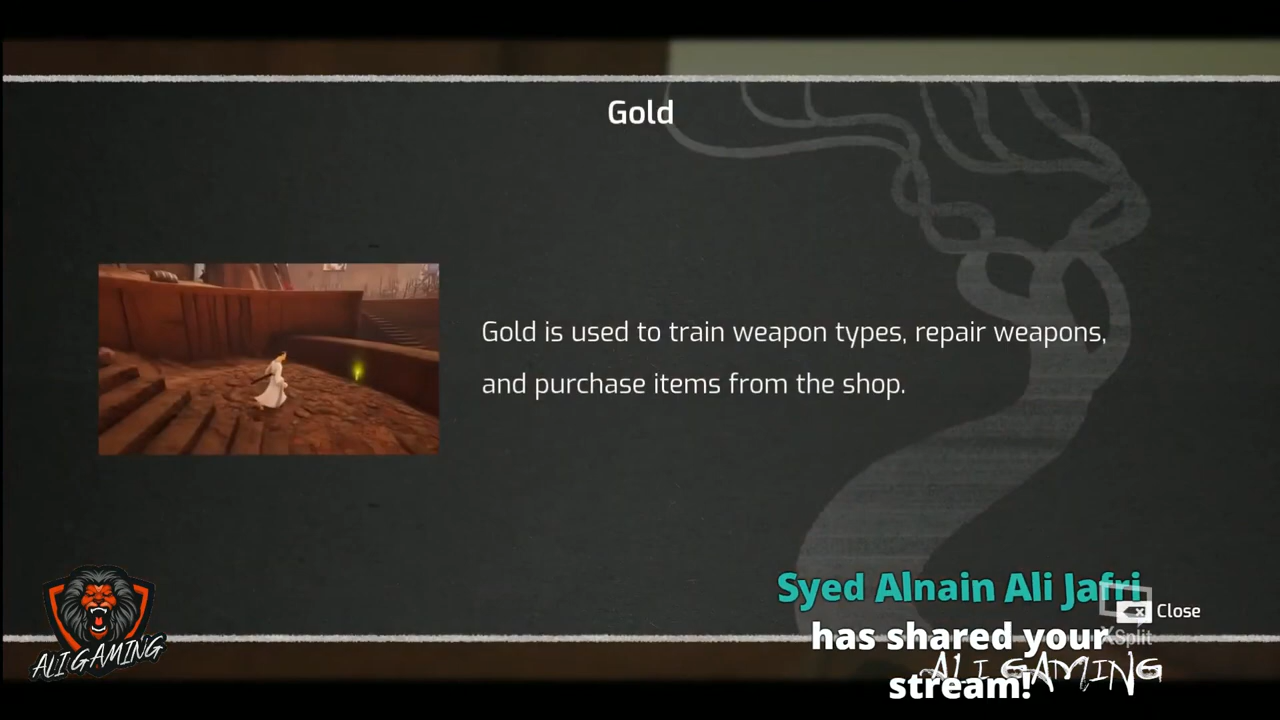 Gold
Gold is used to train weapon types, repair weapons,
and purchase items from the shop.
Syed Alnain Ali Jafri
Close
has shared your
XSplit
ALI GAMING
ALI GAMING
stream!